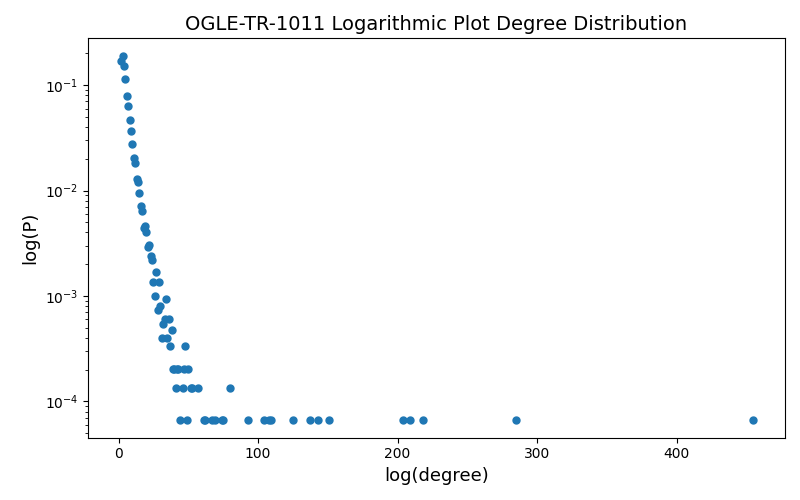 OGLE-TR-1011 Logarithmic Plot Degree Distribution
log(P)
10⁻¹
10⁻²
10⁻³
10⁻⁴
0 100 200 300 400
log(degree)